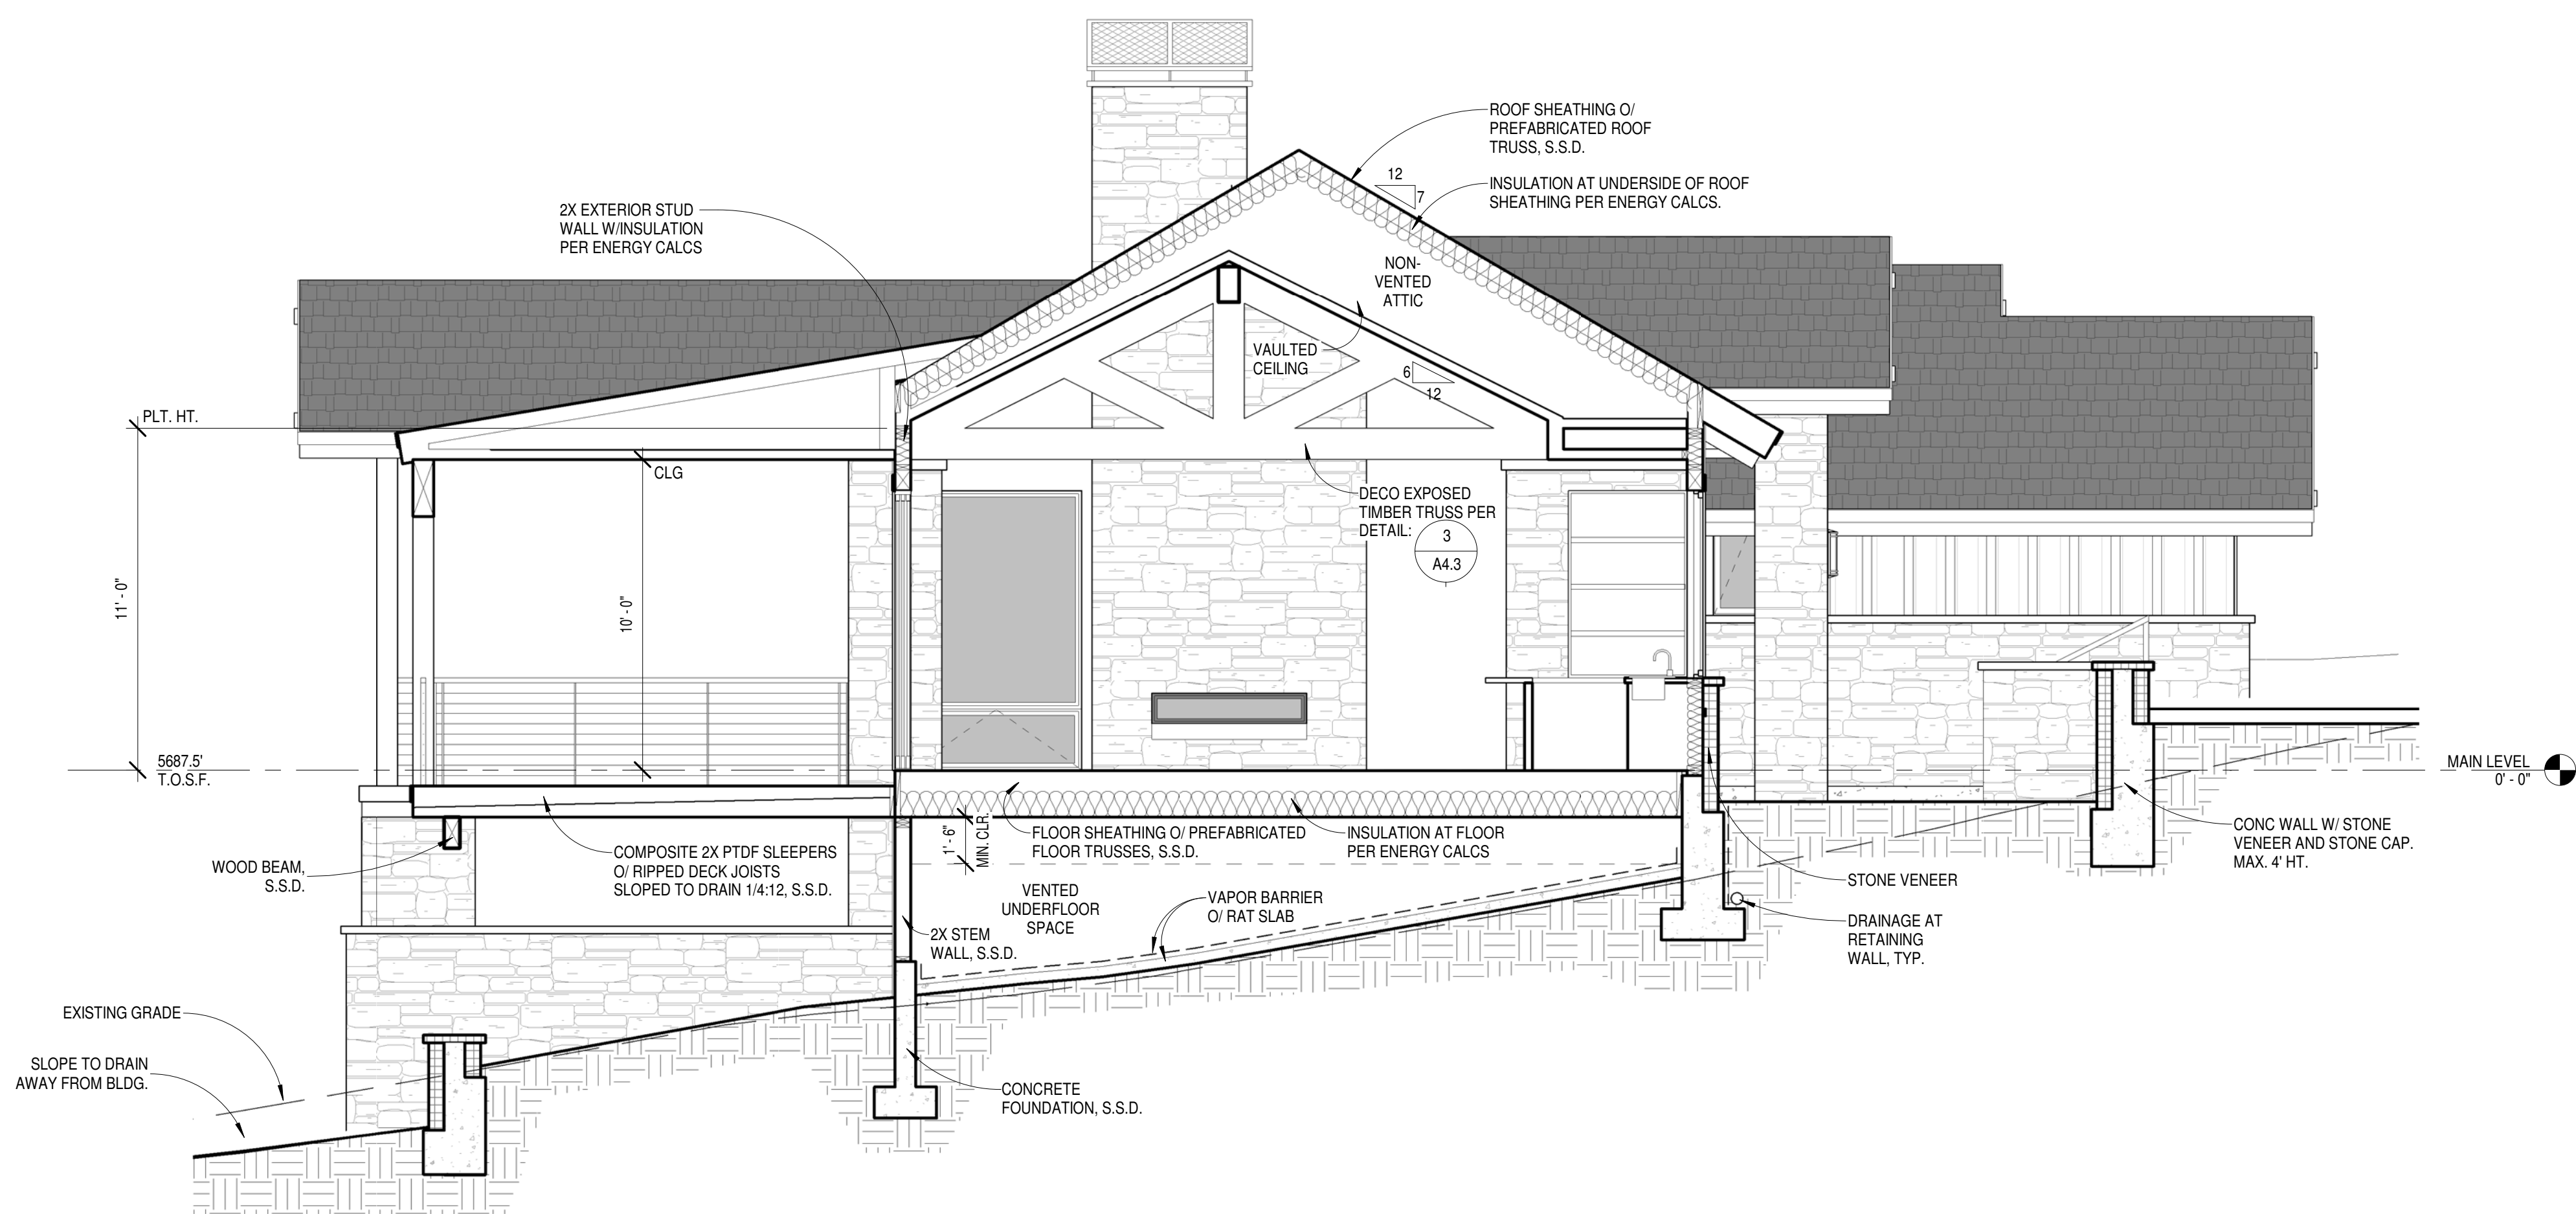 ROOF SHEATHING O/
PREFABRICATED ROOF
TRUSS, S.S.D.
12
7
INSULATION AT UNDERSIDE OF ROOF
SHEATHING PER ENERGY CALCS.
2X EXTERIOR STUD
WALL W/INSULATION
PER ENERGY CALCS
NON-
VENTED
ATTIC
VAULTED
CEILING
6
12
PLT. HT.
CLG
DECO EXPOSED
TIMBER TRUSS PER
DETAIL:
3
A4.3
11' - 0"
10' - 0"
5687.5'
T.O.S.F.
MAIN LEVEL
0' - 0"
1' - 6"
MIN. CLR.
FLOOR SHEATHING O/ PREFABRICATED
FLOOR TRUSSES, S.S.D.
INSULATION AT FLOOR
PER ENERGY CALCS
CONC WALL W/ STONE
VENEER AND STONE CAP.
MAX. 4' HT.
WOOD BEAM,
S.S.D.
COMPOSITE 2X PTDF SLEEPERS
O/ RIPPED DECK JOISTS
SLOPED TO DRAIN 1/4:12, S.S.D.
STONE VENEER
VENTED
UNDERFLOOR
SPACE
VAPOR BARRIER
O/ RAT SLAB
2X STEM
WALL, S.S.D.
DRAINAGE AT
RETAINING
WALL, TYP.
EXISTING GRADE
SLOPE TO DRAIN
AWAY FROM BLDG.
CONCRETE
FOUNDATION, S.S.D.